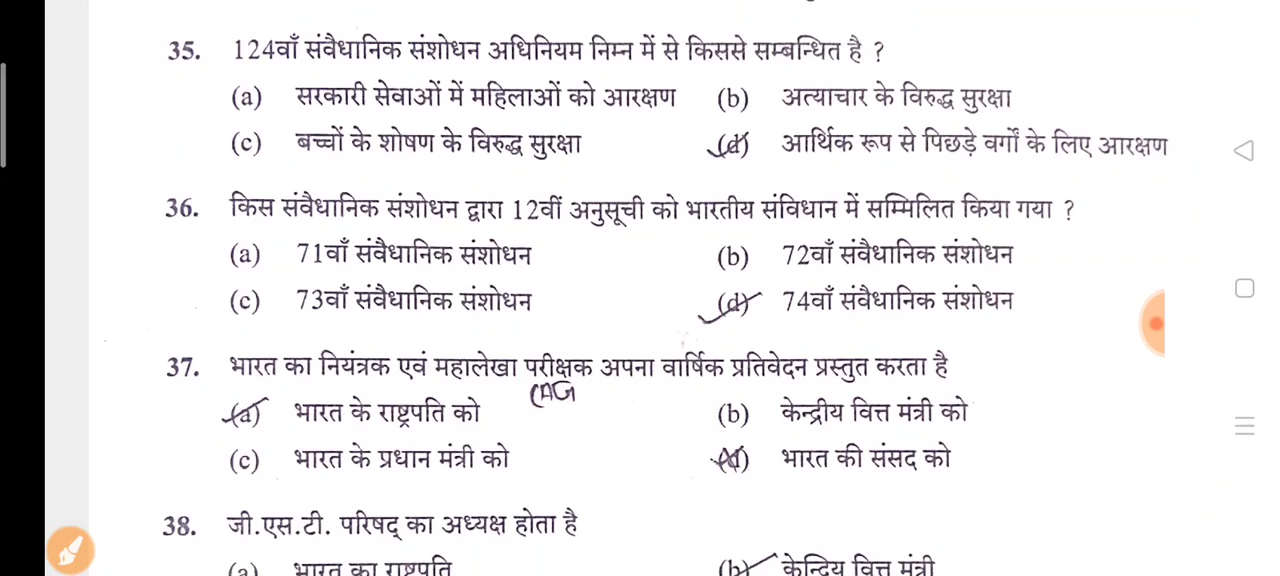 35. 124वाँ संवैधानिक संशोधन अधिनियम निम्न में से किससे सम्बन्धित है ?
(a) सरकारी सेवाओं में महिलाओं को आरक्षण (b) अत्याचार के विरुद्ध सुरक्षा
(c) बच्चों के शोषण के विरुद्ध सुरक्षा (d) आर्थिक रूप से पिछड़े वर्गों के लिए आरक्षण
36. किस संवैधानिक संशोधन द्वारा 12वीं अनुसूची को भारतीय संविधान में सम्मिलित किया गया ?
(a) 71वाँ संवैधानिक संशोधन (b) 72वाँ संवैधानिक संशोधन
(c) 73वाँ संवैधानिक संशोधन (d) 74वाँ संवैधानिक संशोधन
37. भारत का नियंत्रक एवं महालेखा परीक्षक अपना वार्षिक प्रतिवेदन प्रस्तुत करता है
CAG
(a) भारत के राष्ट्रपति को (b) केन्द्रीय वित्त मंत्री को
(c) भारत के प्रधान मंत्री को (d) भारत की संसद को
38. जी.एस.टी. परिषद् का अध्यक्ष होता है
(a) भारत का राष्ट्रपति (b) केन्द्रिय वित्त मंत्री